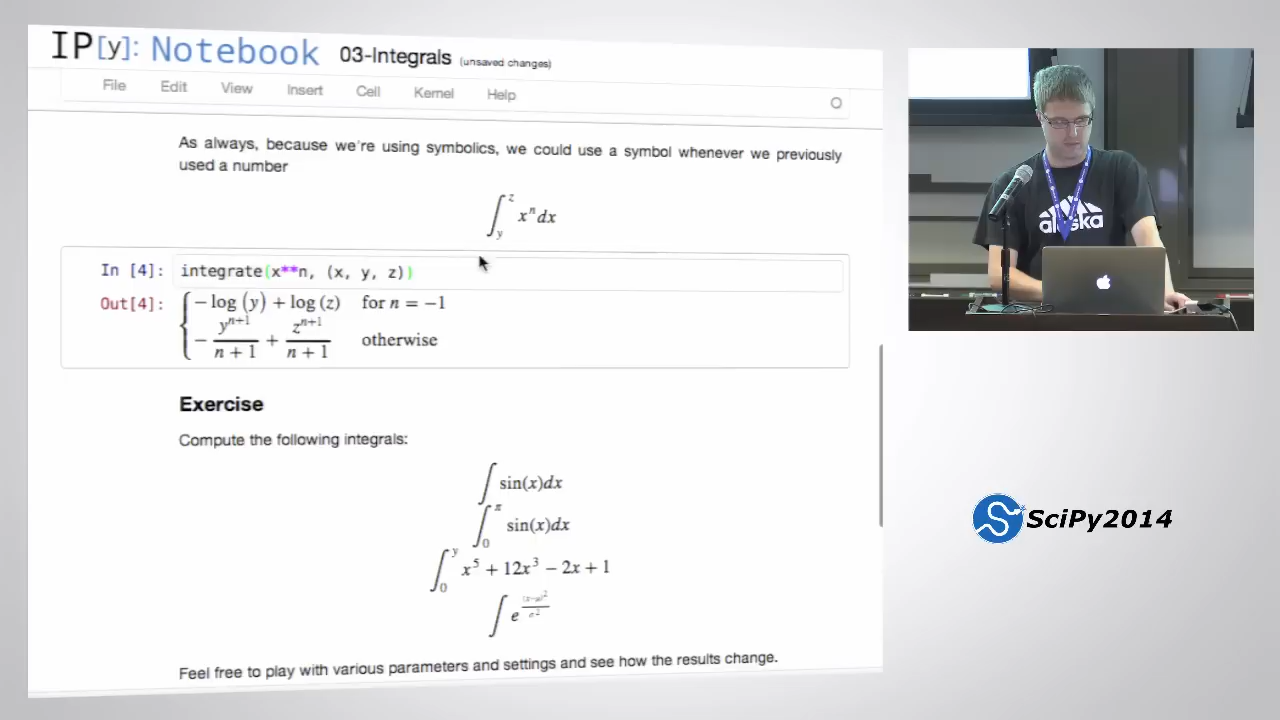 IP[y]: Notebook 03-Integrals (unsaved changes)
File Edit View Insert Cell Kernel Help
As always, because we're using symbolics, we could use a symbol whenever we previously
used a number
∫_y^z x^n dx
In [4]: integrate(x**n, (x, y, z))
Out[4]: { − log (y) + log (z) for n = −1
− y^{n+1}/(n + 1) + z^{n+1}/(n + 1) otherwise
Exercise
Compute the following integrals:
∫ sin(x)dx
∫_0^π sin(x)dx
∫_0^y x^5 + 12x^3 − 2x + 1
∫ e
Feel free to play with various parameters and settings and see how the results change.
alaska
SciPy2014